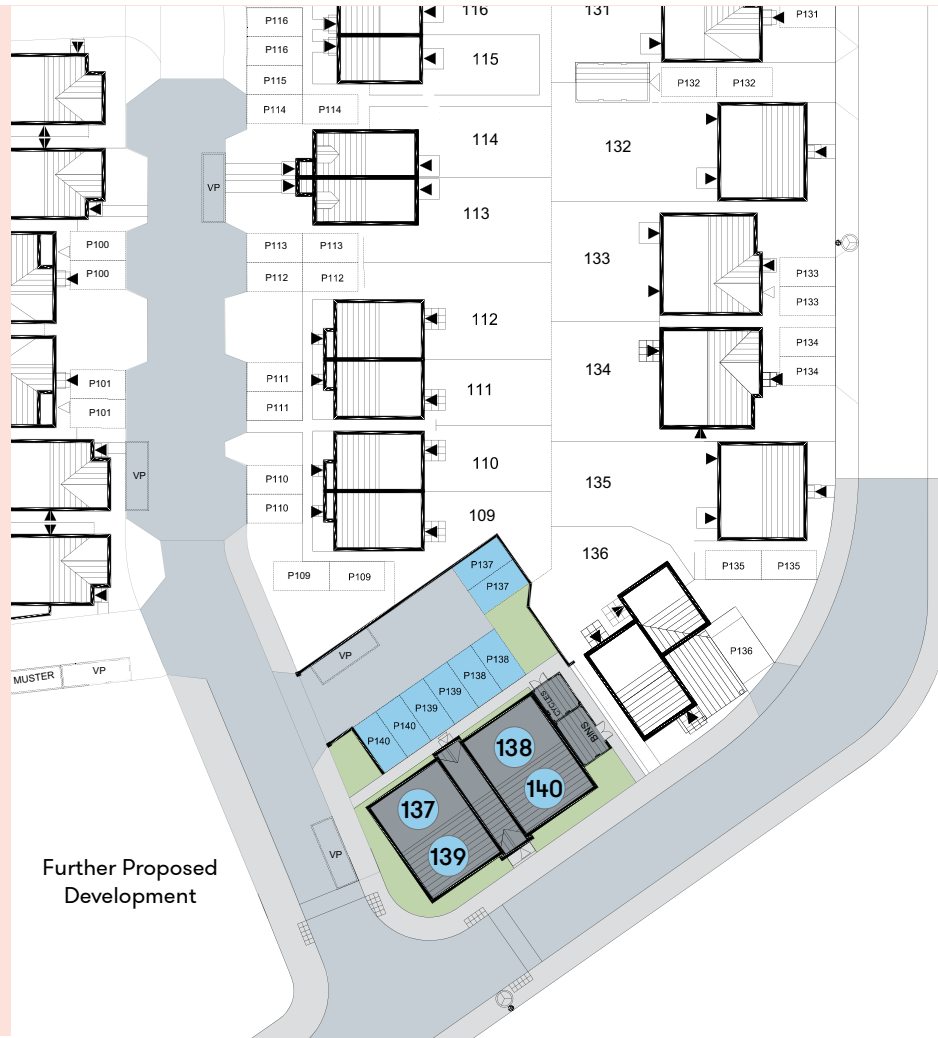 P116
116
131
P131
P116
115
P115
P132 P132
P114 P114
114
132
VP
113
P100
P113 P113
133
P133
P100
P112 P112
P133
112
P134
P101
P111
111
134
P134
P101
P111
110
VP
P110
135
P110
109
136
P137
P135 P135
P109 P109
P137
VP
P138
P136
MUSTER VP
P138
P139
P139
P140
P140
CYCLES
BINS
138
140
137
139
VP
Further Proposed
Development